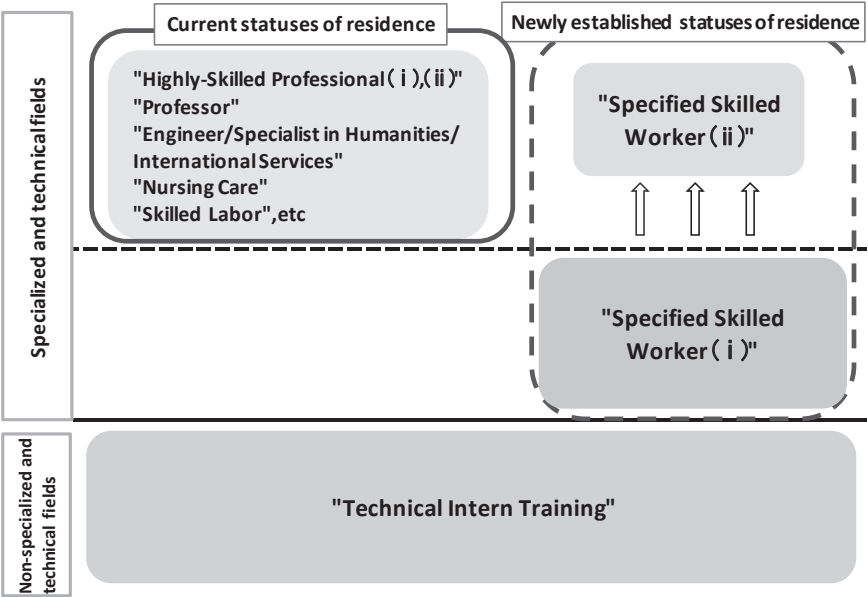 Current statuses of residence
Newly established statuses of residence
Specialized and technical fields
"Highly-Skilled Professional(ⅰ),(ⅱ)"
"Professor"
"Engineer/Specialist in Humanities/
International Services"
"Nursing Care"
"Skilled Labor",etc
"Specified Skilled
Worker(ⅱ)"
"Specified Skilled
Worker(ⅰ)"
Non-specialized and
technical fields
"Technical Intern Training"